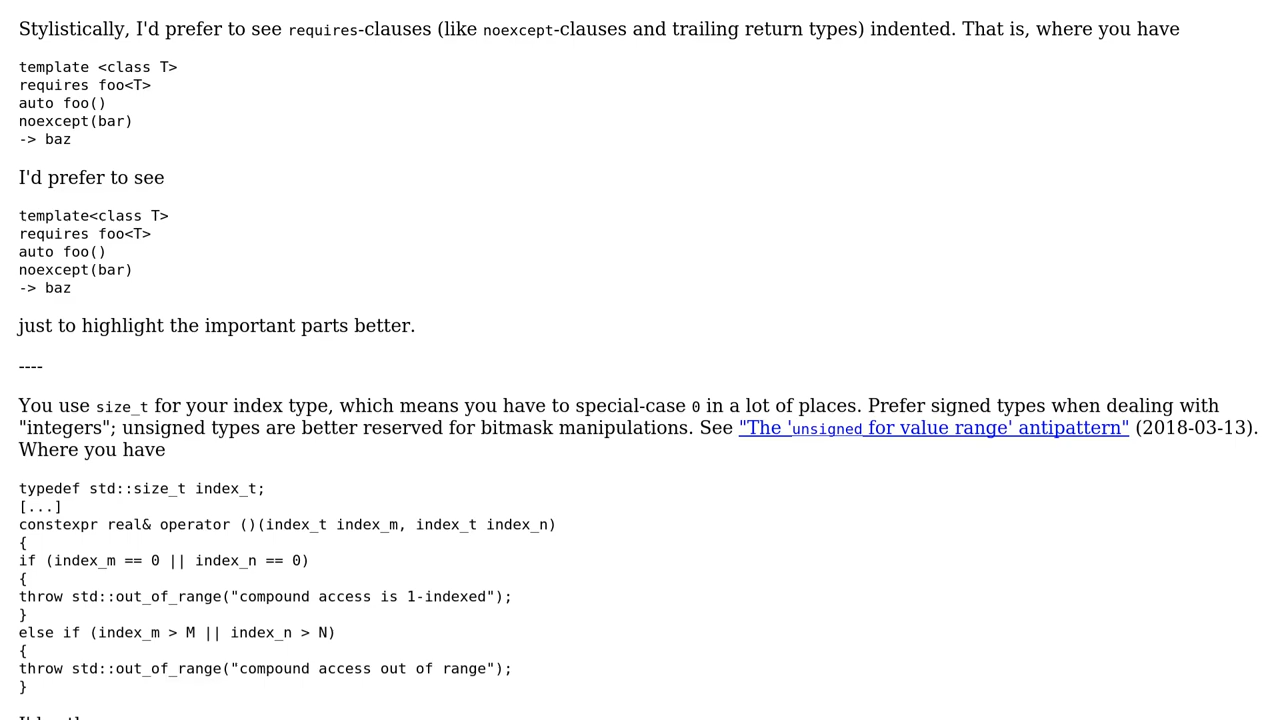 Stylistically, I'd prefer to see requires-clauses (like noexcept-clauses and trailing return types) indented. That is, where you have
template <class T>
requires foo<T>
auto foo()
noexcept(bar)
-> baz
I'd prefer to see
template<class T>
requires foo<T>
auto foo()
noexcept(bar)
-> baz
just to highlight the important parts better.
----
You use size_t for your index type, which means you have to special-case 0 in a lot of places. Prefer signed types when dealing with
"integers"; unsigned types are better reserved for bitmask manipulations. See "The 'unsigned for value range' antipattern" (2018-03-13).
Where you have
typedef std::size_t index_t;
[...]
constexpr real& operator ()(index_t index_m, index_t index_n)
{
if (index_m == 0 || index_n == 0)
{
throw std::out_of_range("compound access is 1-indexed");
}
else if (index_m > M || index_n > N)
{
throw std::out_of_range("compound access out of range");
}